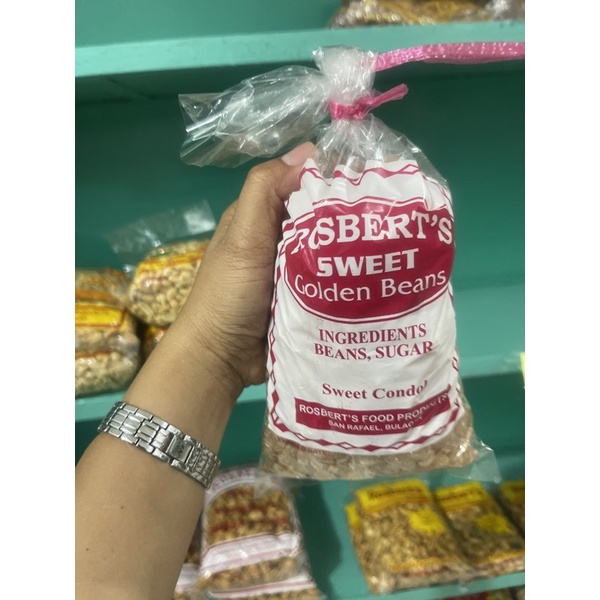 ROSBERT'S
SWEET
Golden Beans
INGREDIENTS
BEANS, SUGAR
Sweet Condol
ROSBERT'S FOOD PRODUCTS
SAN RAFAEL, BULACAN